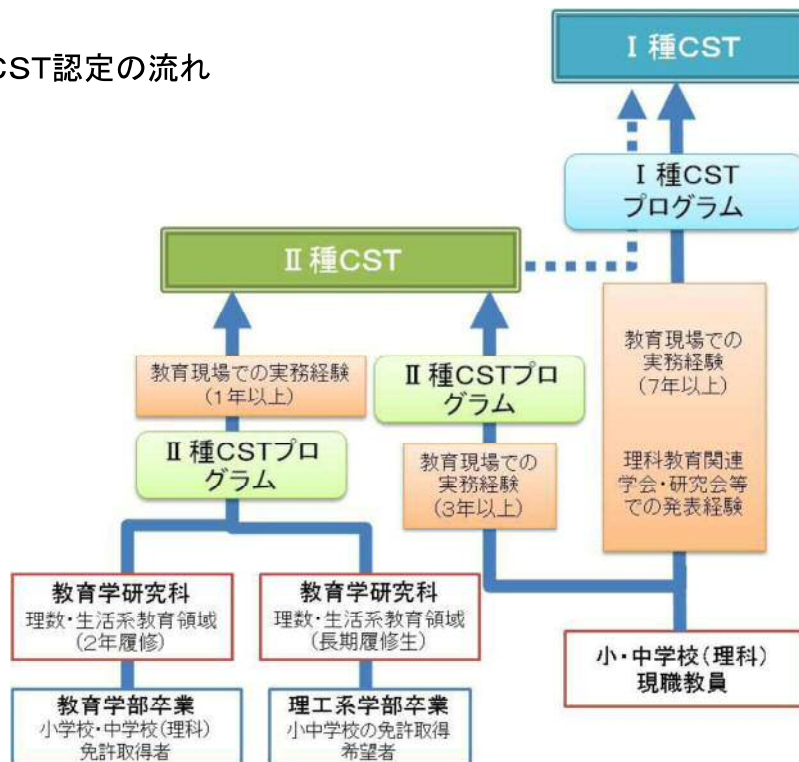 CST認定の流れ
Ⅰ種CST
Ⅰ種CST
プログラム
Ⅱ種CST
教育現場での実務経験
(1年以上)
Ⅱ種CSTプロ
グラム
Ⅱ種CSTプロ
グラム
教育現場での
実務経験
(3年以上)
教育現場での
実務経験
(7年以上)
理科教育関連
学会・研究会等
での発表経験
教育学研究科
理数・生活系教育領域
(2年履修)
教育学研究科
理数・生活系教育領域
(長期履修生)
小・中学校(理科)
現職教員
教育学部卒業
小学校・中学校(理科)
免許取得者
理工系学部卒業
小中学校の免許取得
希望者